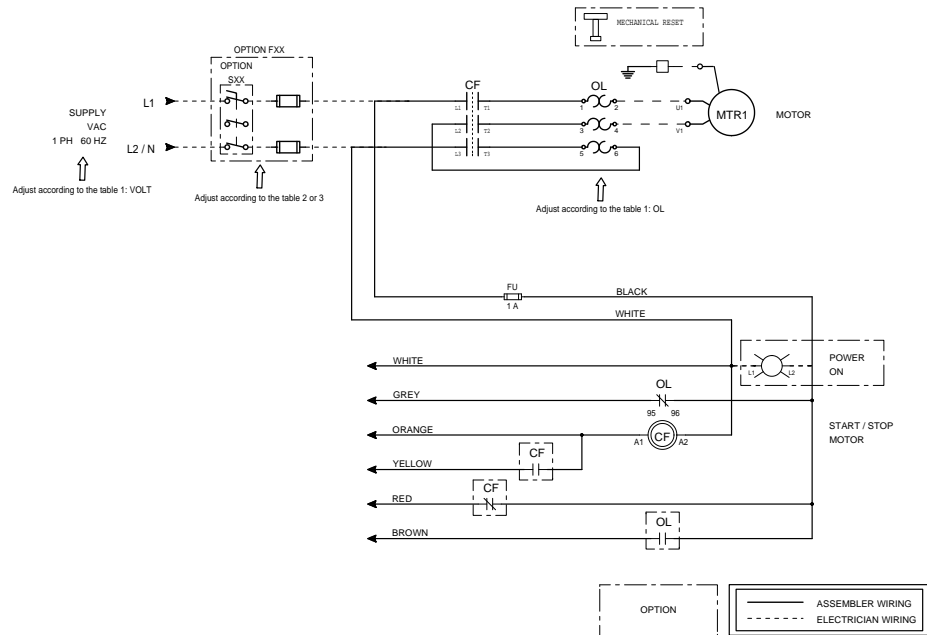 MECHANICAL RESET
OPTION FXX
OPTION
SXX
CF
OL
L1
L1
T1
1
2
U1
SUPPLY
VAC
1 PH 60 HZ
L2
T2
3
4
V1
MTR1
MOTOR
L2 / N
L3
T3
5
6
Adjust according to the table 1: VOLT
Adjust according to the table 2 or 3
Adjust according to the table 1: OL
FU
1 A
BLACK
WHITE
WHITE
L1
L2
POWER
ON
GREY
OL
95
96
ORANGE
A1
CF
A2
START / STOP
MOTOR
YELLOW
CF
RED
CF
BROWN
OL
OPTION
ASSEMBLER WIRING
ELECTRICIAN WIRING